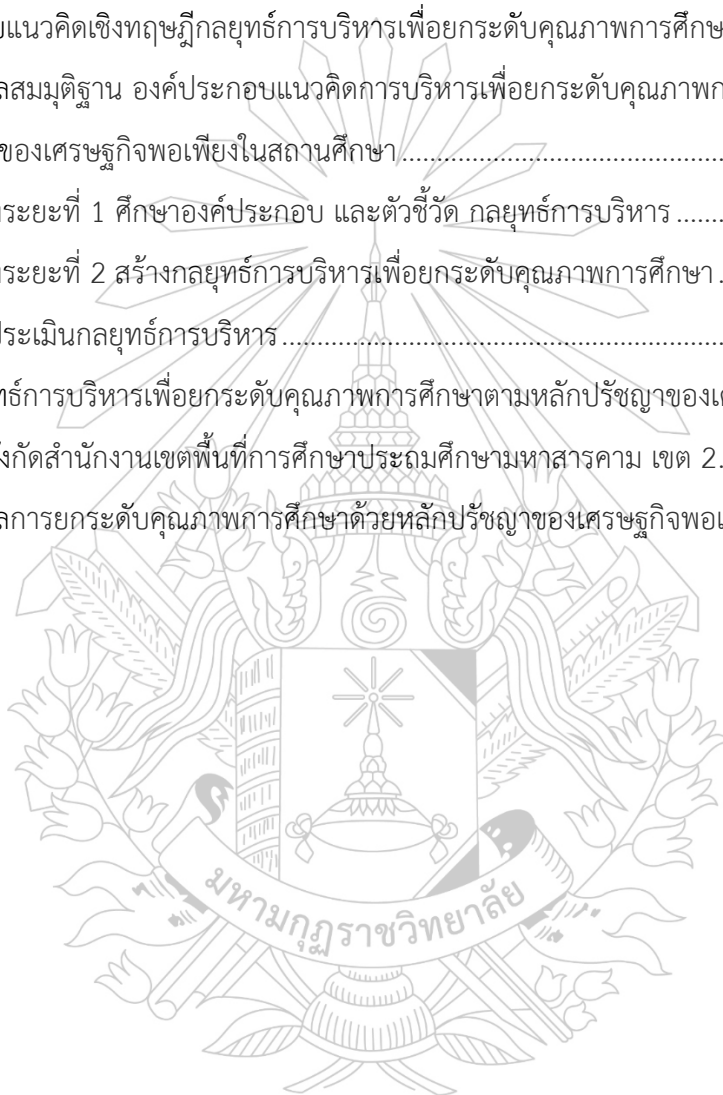 บแนวคิดเชิงทฤษฎีกลยุทธ์การบริหารเพื่อยกระดับคุณภาพการศึกษ
ลสมมุติฐาน องค์ประกอบแนวคิดการบริหารเพื่อยกระดับคุณภาพก
ของเศรษฐกิจพอเพียงในสถานศึกษา................................................
ระยะที่ 1 ศึกษาองค์ประกอบ และตัวชี้วัด กลยุทธ์การบริหาร.......
ระยะที่ 2 สร้างกลยุทธ์การบริหารเพื่อยกระดับคุณภาพการศึกษา.
ประเมินกลยุทธ์การบริหาร.................................................................
ทธ์การบริหารเพื่อยกระดับคุณภาพการศึกษาตามหลักปรัชญาของเ
ังกัดสำนักงานเขตพื้นที่การศึกษาประถมศึกษามหาสารคาม เขต 2.
ลการยกระดับคุณภาพการศึกษาด้วยหลักปรัชญาของเศรษฐกิจพอเ
มหามกุฏราชวิทยาลัย